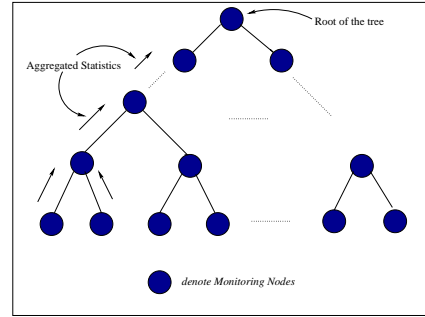 Root of the tree
Aggregated Statistics
denote Monitoring Nodes